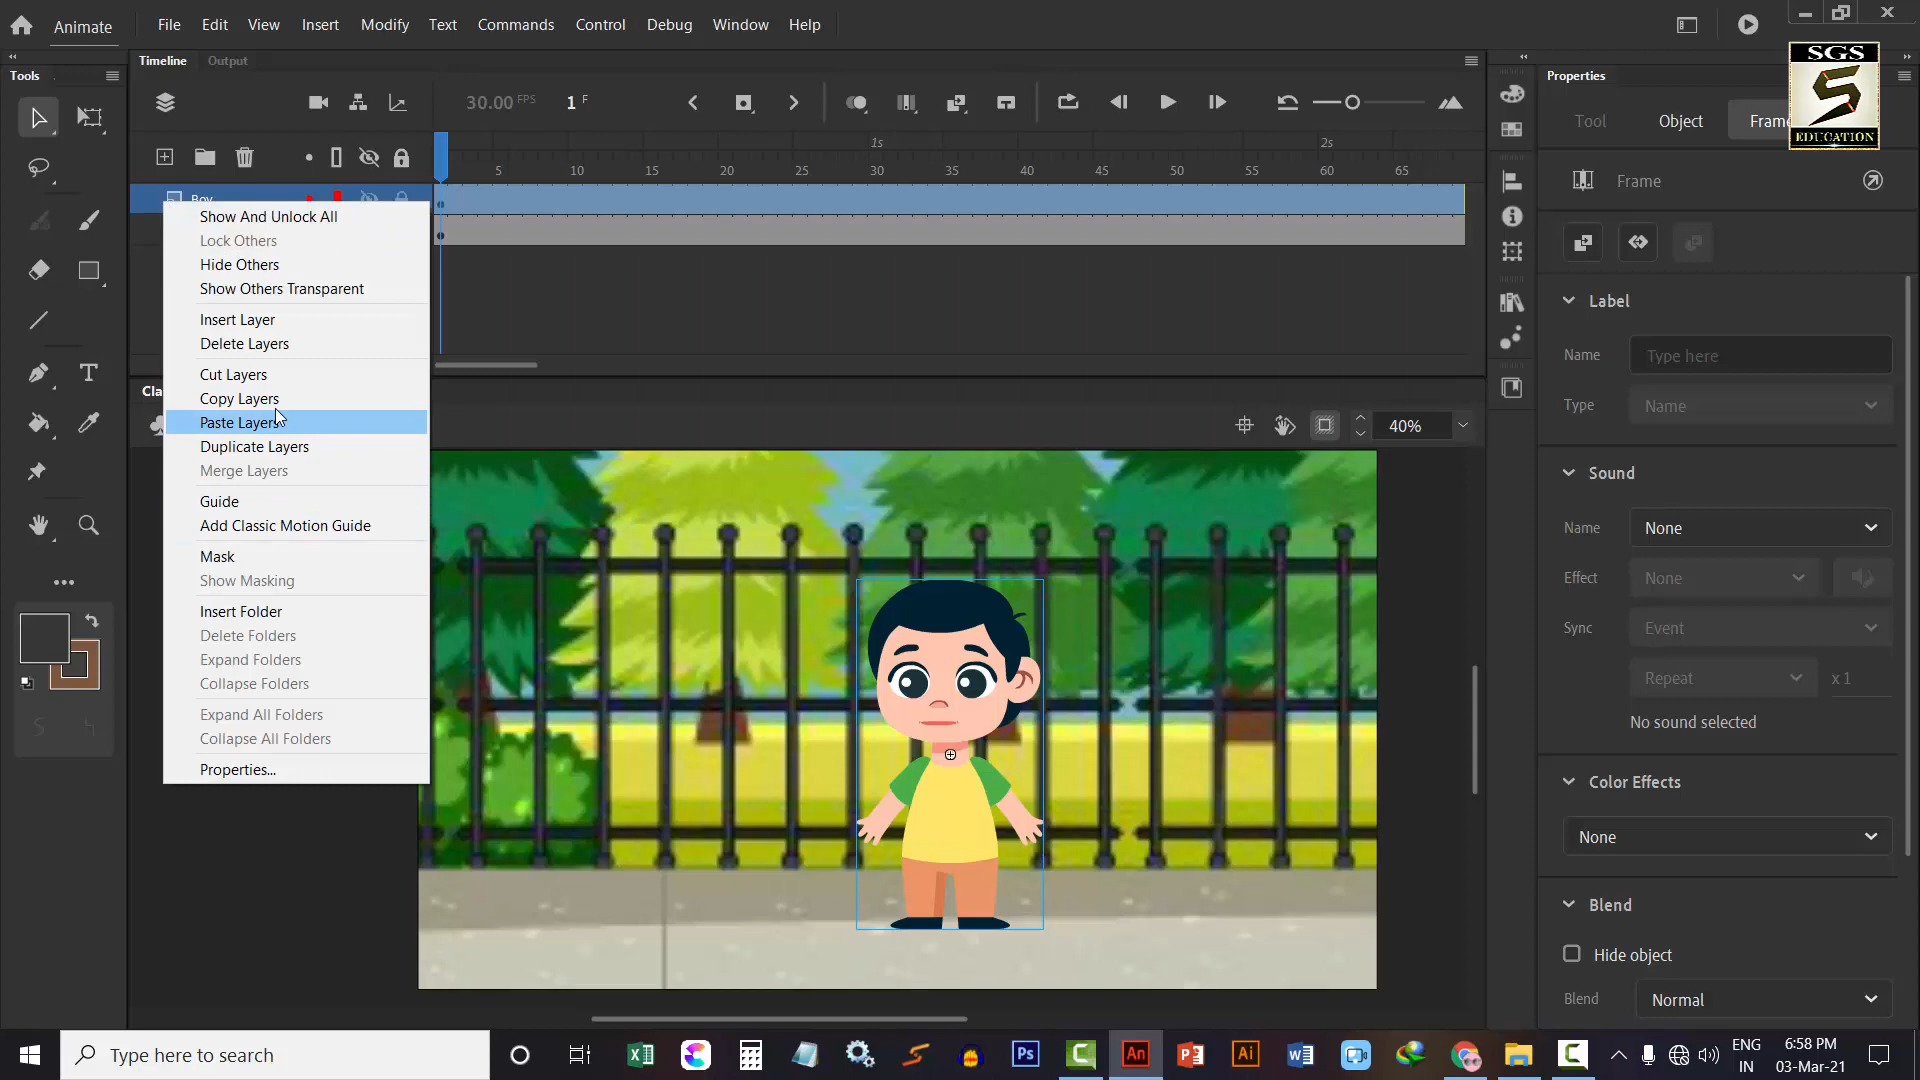 Animate File Edit View Insert Modify Text Commands Control Debug Window Help
Timeline Output
Tools
Properties
SGS
EDUCATION
30.00 FPS 1 F
Tool Object Frame
1s 2s
5 10 15 20 25 30 35 40 45 50 55 60 65
Boy
Frame
Show And Unlock All
Lock Others
Hide Others
Show Others Transparent
Insert Layer
Delete Layers
Cut Layers
Copy Layers
Paste Layers
Duplicate Layers
Merge Layers
Guide
Add Classic Motion Guide
Mask
Show Masking
Insert Folder
Delete Folders
Expand Folders
Collapse Folders
Expand All Folders
Collapse All Folders
Properties...
Cla
40%
Label
Name Type here
Type Name
Sound
Name None
Effect None
Sync Event
Repeat x 1
No sound selected
Color Effects
None
Blend
Hide object
Blend Normal
Type here to search
Ps An Ai
ENG
IN
6:58 PM
03-Mar-21